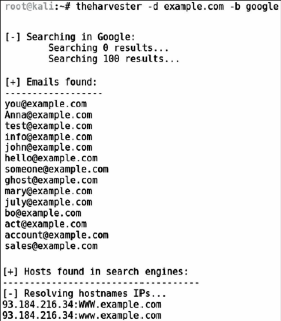 root@kali:~# theharvester -d example.com -b google
[-] Searching in Google:
Searching 0 results...
Searching 100 results...
[+] Emails found:
------------------
you@example.com
Anna@example.com
test@example.com
info@example.com
john@example.com
hello@example.com
someone@example.com
ghost@example.com
mary@example.com
july@example.com
bo@example.com
act@example.com
account@example.com
sales@example.com
[+] Hosts found in search engines:
------------------------------------
[-] Resolving hostnames IPs...
93.184.216.34:WWW.example.com
93.184.216.34:www.example.com